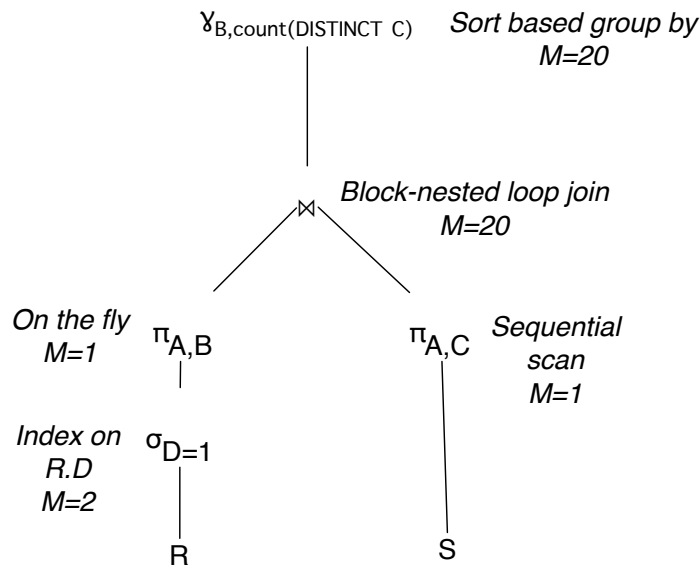 ɣB,count(DISTINCT C)
Sort based group by
M=20
⋈
Block-nested loop join
M=20
On the fly
M=1
πA,B
πA,C
Sequential
scan
M=1
Index on
R.D
M=2
σD=1
R
S